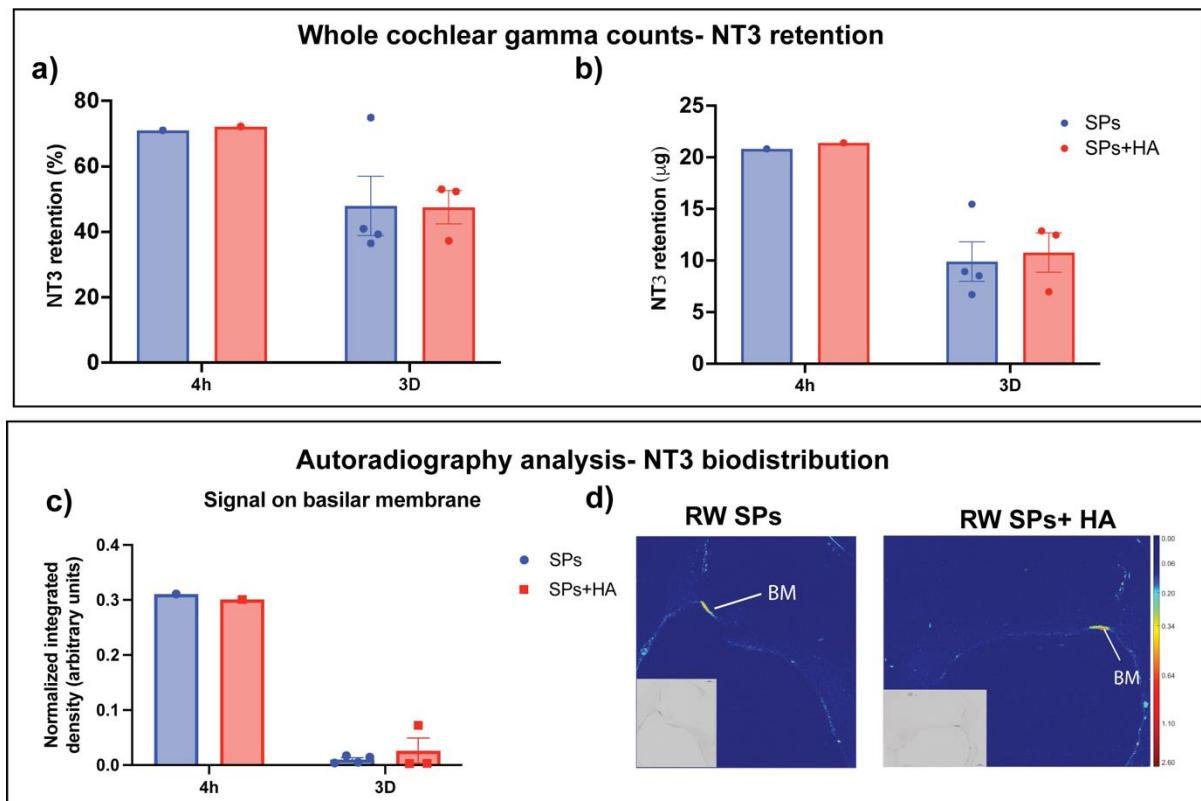 Whole cochlear gamma counts- NT3 retention
a)
NT3 retention (%)
80
60
40
20
0
4h
3D
b)
NT3 retention (μg)
25
20
15
10
5
0
4h
3D
SPs
SPs+HA
Autoradiography analysis- NT3 biodistribution
c)
Signal on basilar membrane
Normalized integrated
density (arbitrary units)
0.4
0.3
0.2
0.1
0.0
4h
3D
SPs
SPs+HA
d)
RW SPs
BM
RW SPs+ HA
BM
0.00
0.06
0.20
0.34
0.64
1.10
2.60